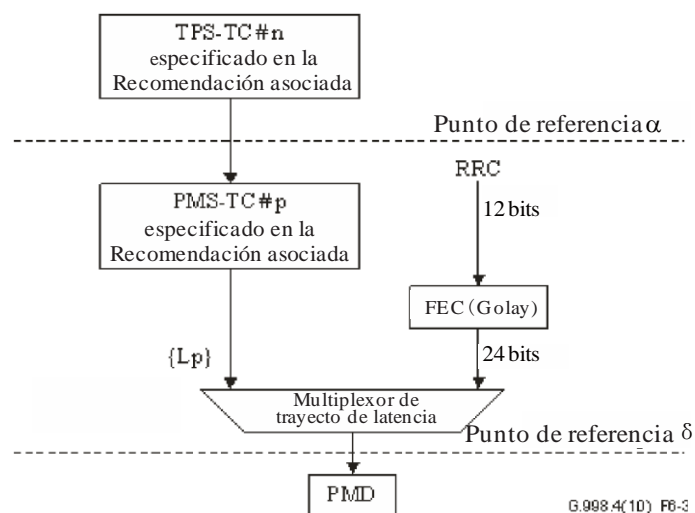 TPS-TC#n
especificado en la
Recomendación asociada
Punto de referencia α
RRC
PMS-TC#p
especificado en la
Recomendación asociada
12 bits
FEC (Golay)
{Lp}
24 bits
Multiplexor de
trayecto de latencia
Punto de referencia δ
PMD
G.998.4(10)_F6-3